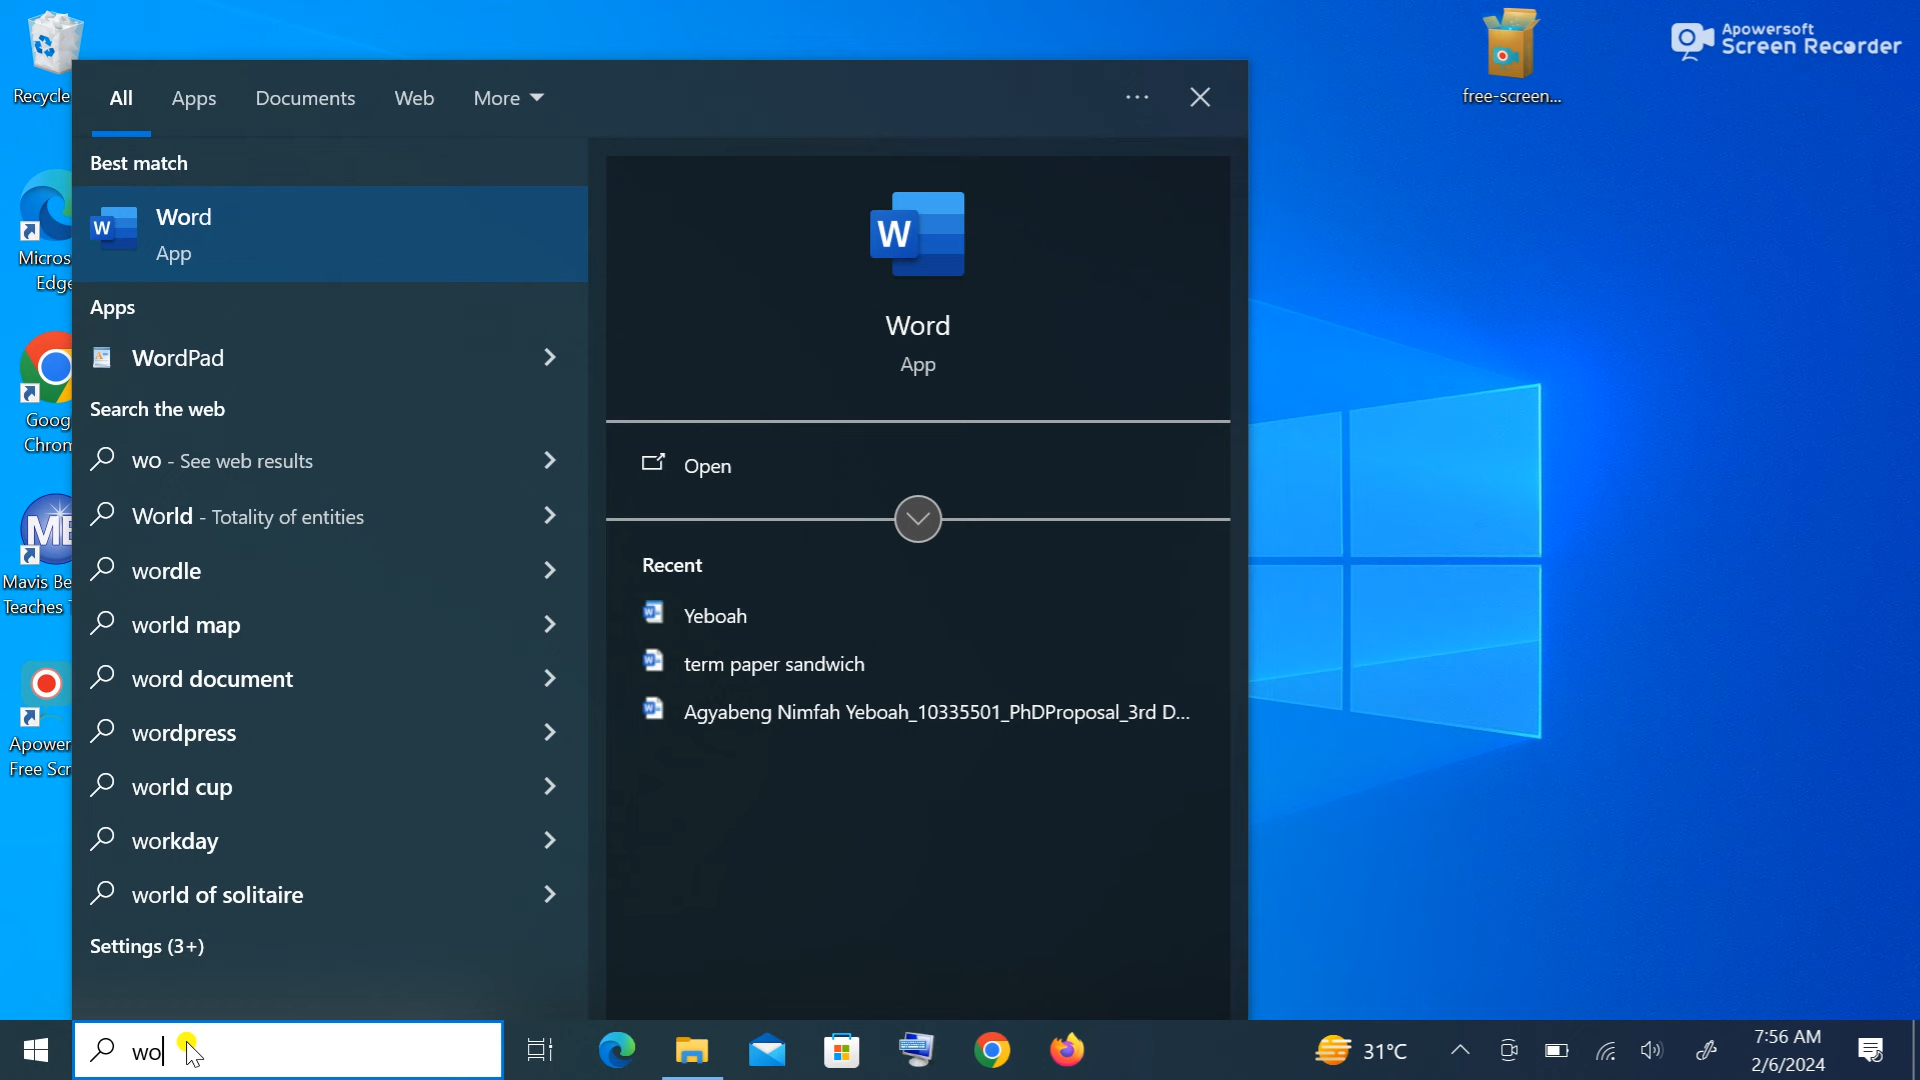 Apowersoft
Screen Recorder
Recycle
free-screen...
All
Apps
Documents
Web
More
Best match
W
Word
App
Apps
WordPad
Search the web
wo - See web results
World - Totality of entities
wordle
world map
word document
wordpress
world cup
workday
world of solitaire
Settings (3+)
W
Word
App
Open
Recent
Yeboah
term paper sandwich
Agyabeng Nimfah Yeboah_10335501_PhDProposal_3rd D...
Micros
Edge
Goog
Chrom
Mavis Be
Teaches T
Apower
Free Scr
wo
31°C
7:56 AM
2/6/2024